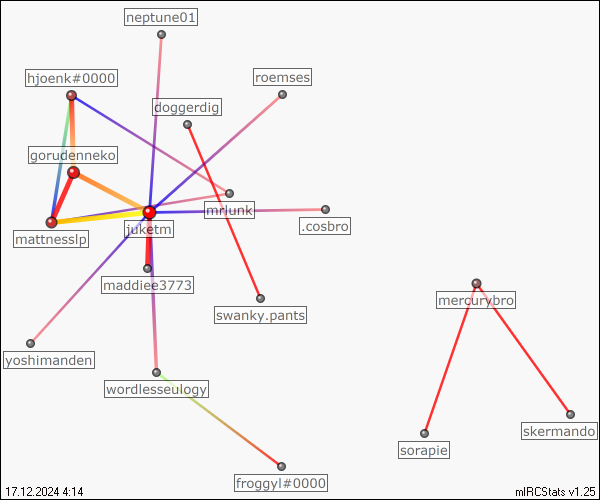 neptune01
hjoenk#0000
roemses
doggerdig
gorudenneko
mrlunk
.cosbro
juketm
mattnesslp
maddiee3773
mercurybro
swanky.pants
yoshimanden
wordlesseulogy
skermando
sorapie
froggyl#0000
17.12.2024 4:14
mIRCStats v1.25